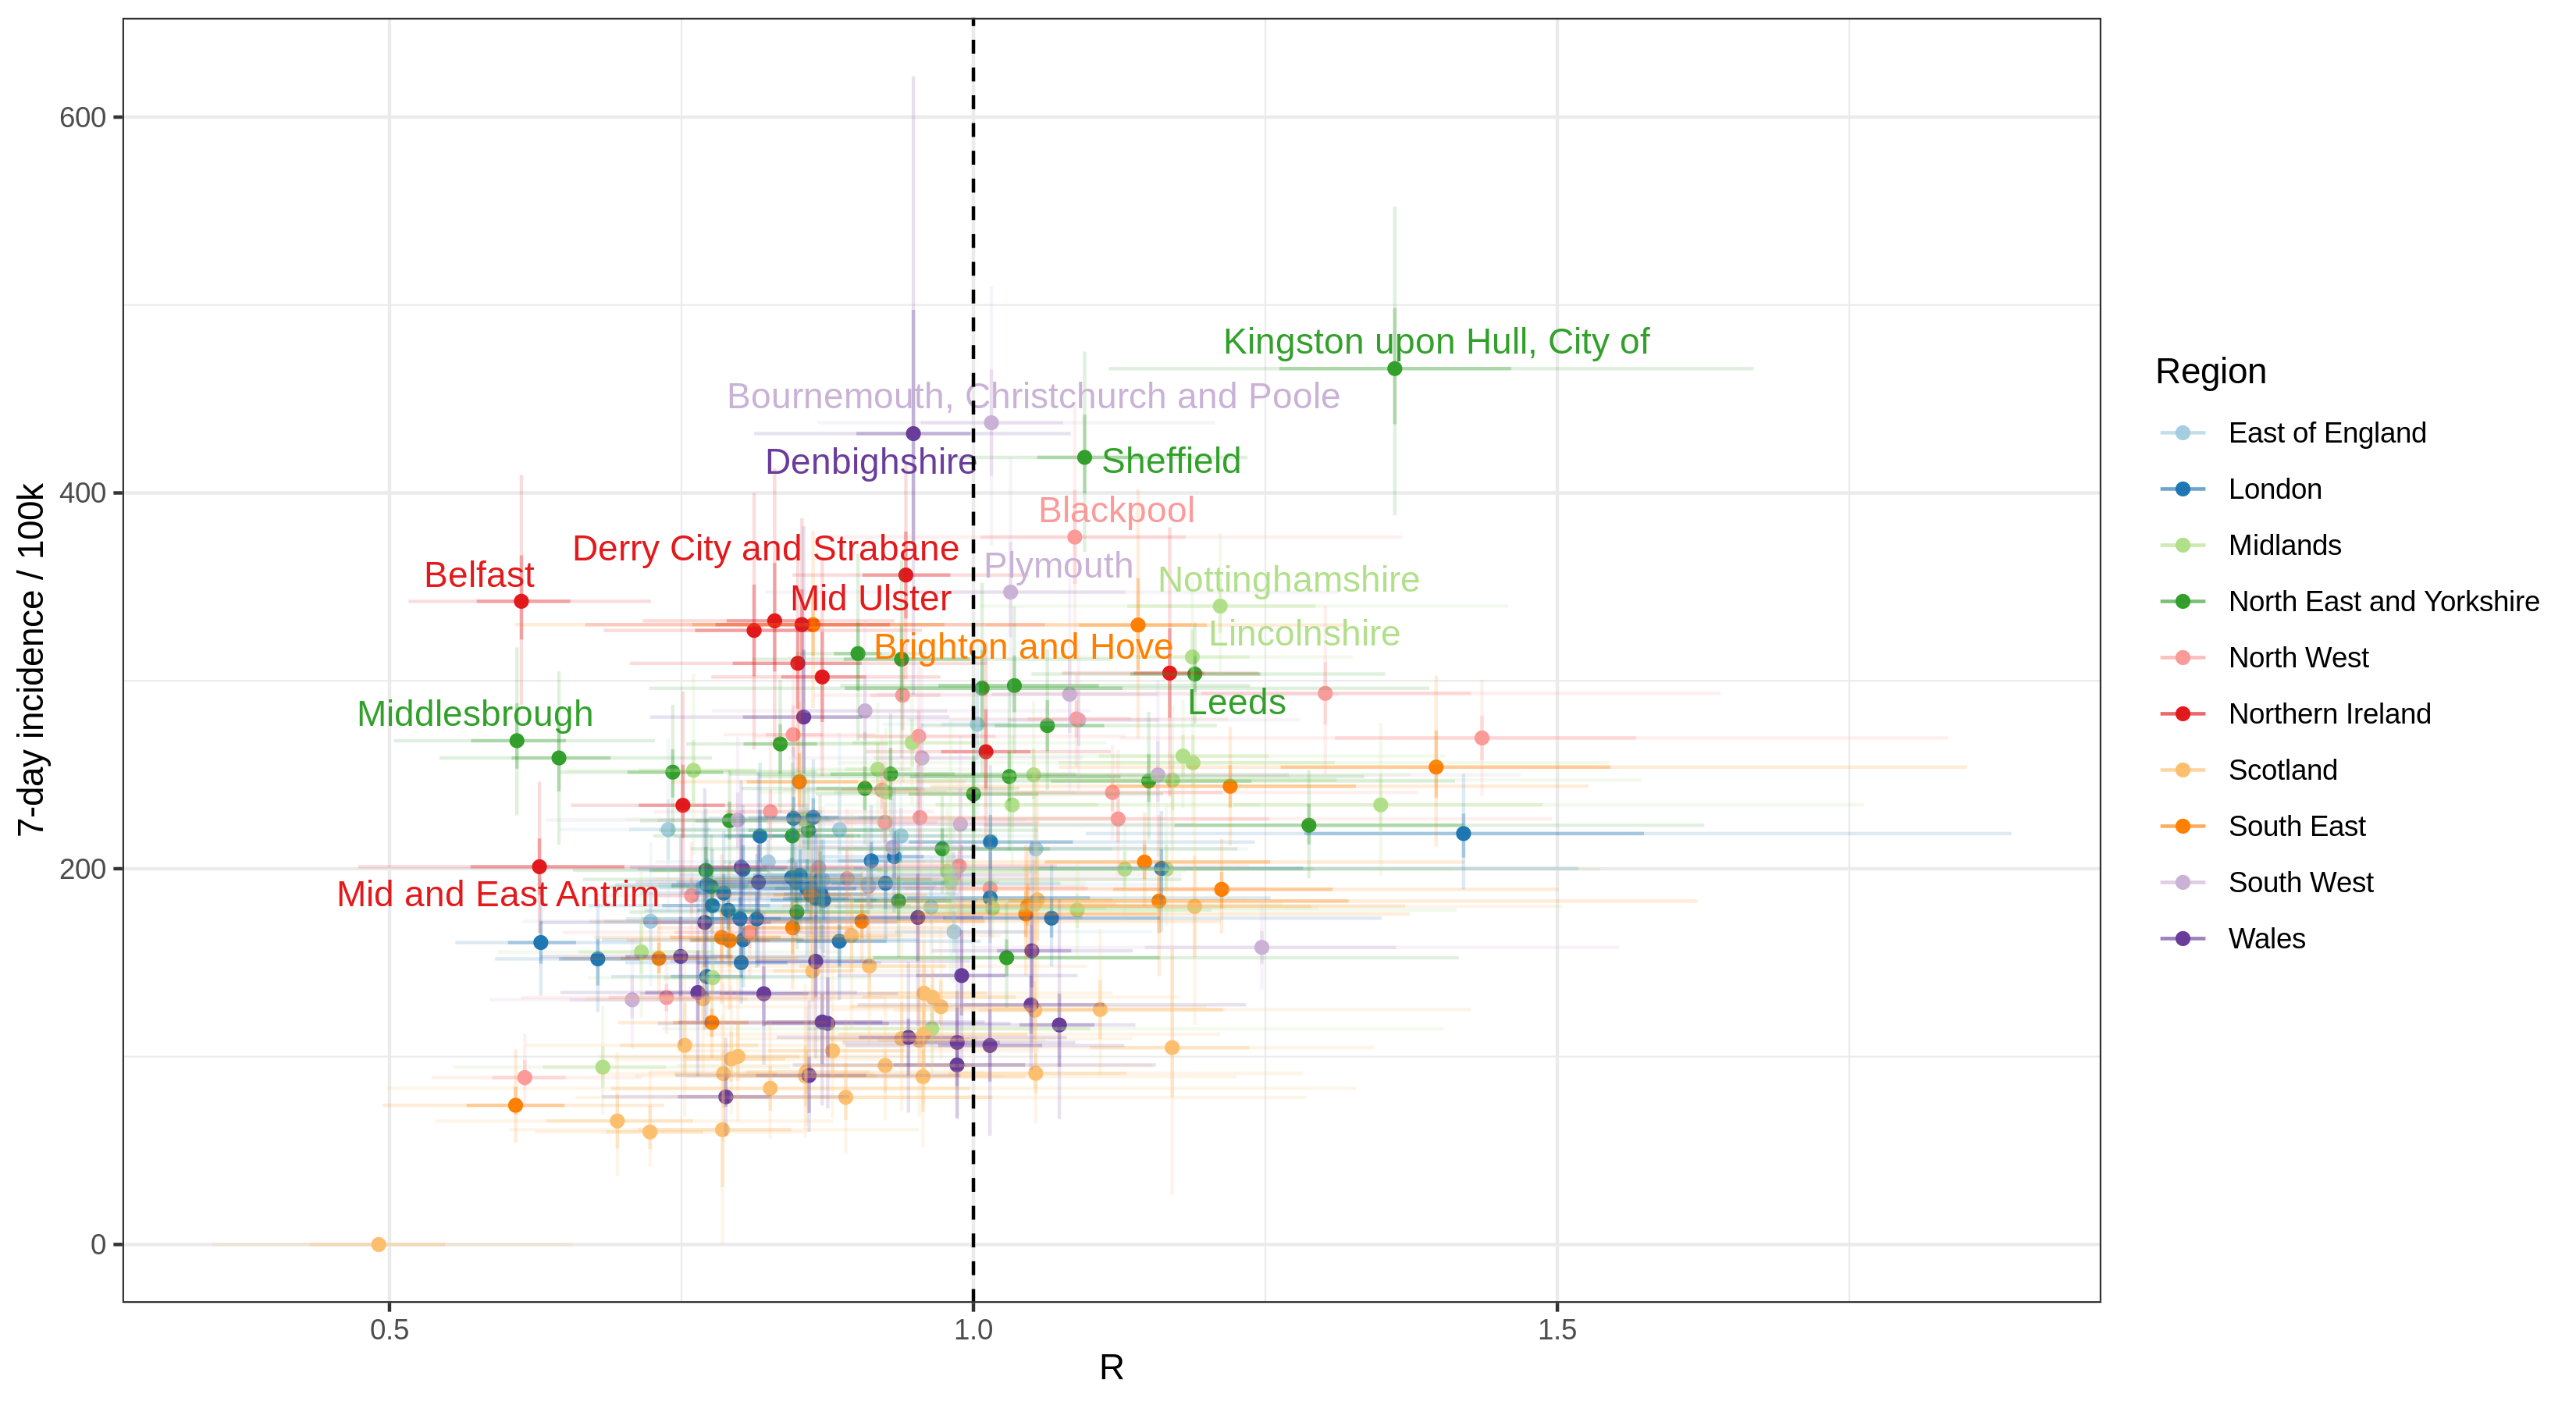 600
400
200
0
7-day incidence / 100k
Kingston upon Hull, City of
Bournemouth, Christchurch and Poole
Denbighshire
Sheffield
Blackpool
Derry City and Strabane
Plymouth
Belfast
Nottinghamshire
Mid Ulster
Lincolnshire
Brighton and Hove
Leeds
Middlesbrough
Mid and East Antrim
0.5
1.0
1.5
R
Region
East of England
London
Midlands
North East and Yorkshire
North West
Northern Ireland
Scotland
South East
South West
Wales